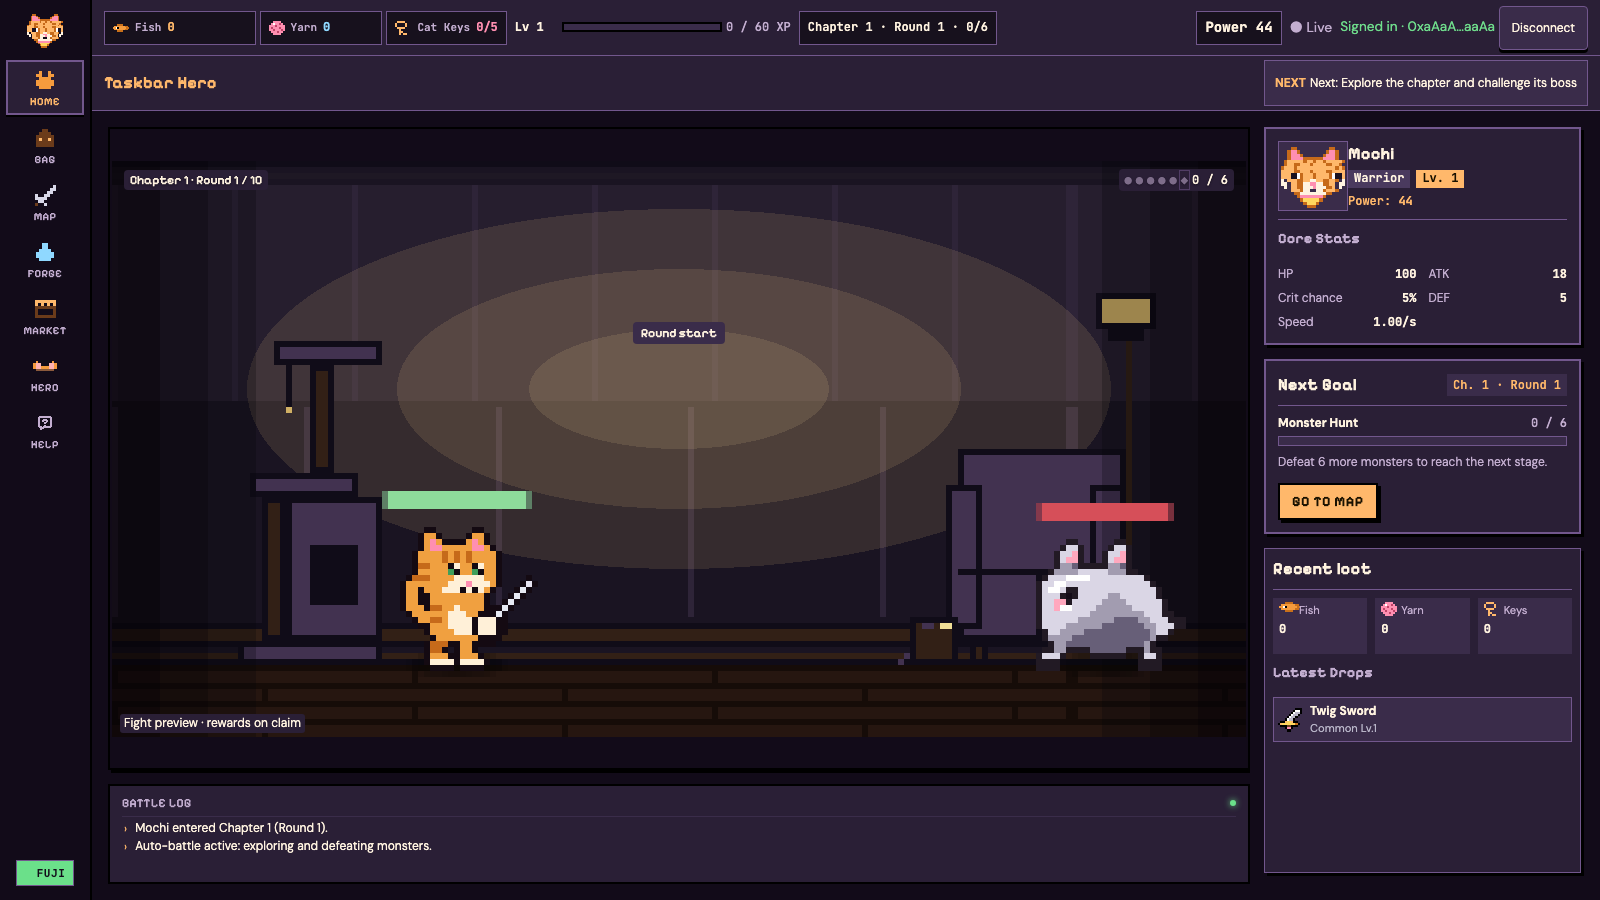 Fish 0
Yarn 0
Cat Keys 0/5
Lv 1
0 / 60 XP
Chapter 1 · Round 1 · 0/6
Power 44
Live
Signed in · 0xaAaA…aaAa
Disconnect
HOME
BAG
MAP
FORGE
MARKET
HERO
HELP
FUJI
Taskbar Hero
NEXT Next: Explore the chapter and challenge its boss
Chapter 1 · Round 1 / 10
0 / 6
Round start
Fight preview · rewards on claim
BATTLE LOG
› Mochi entered Chapter 1 (Round 1).
› Auto-battle active: exploring and defeating monsters.
Mochi
Warrior Lv. 1
Power: 44
Core Stats
HP 100 ATK 18
Crit chance 5% DEF 5
Speed 1.00/s
Next Goal Ch. 1 · Round 1
Monster Hunt 0 / 6
Defeat 6 more monsters to reach the next stage.
GO TO MAP
Recent loot
Fish Yarn Keys
0 0 0
Latest Drops
Twig Sword
Common Lv.1